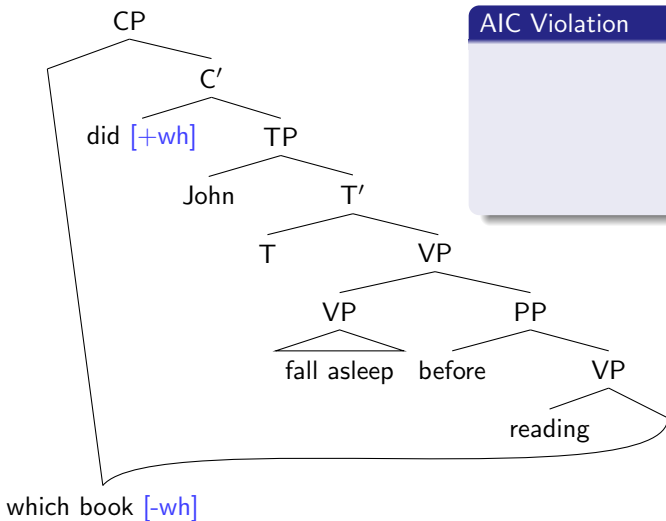 CP
AIC Violation
C′
did [+wh]
TP
John
T′
T
VP
VP
PP
fall asleep
before
VP
reading
which book [-wh]